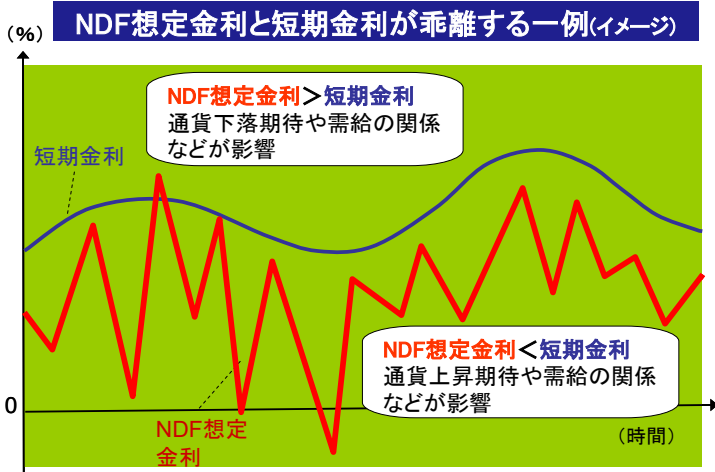 NDF想定金利と短期金利が乖離する一例(イメージ)
(%)
NDF想定金利>短期金利
通貨下落期待や需給の関係
などが影響
短期金利
NDF想定金利<短期金利
通貨上昇期待や需給の関係
などが影響
0
NDF想定
金利
(時間)